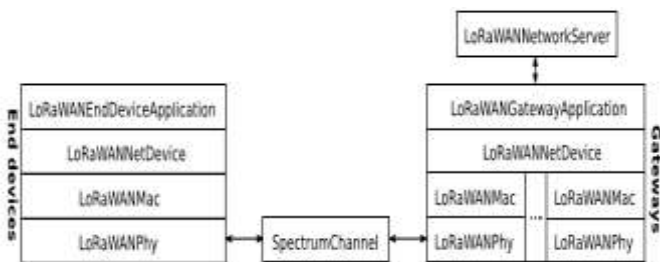 LoRaWANNetworkServer
End devices
LoRaWANEndDeviceApplication
LoRaWANNetDevice
LoRaWANMac
LoRaWANPhy
SpectrumChannel
LoRaWANGatewayApplication
LoRaWANNetDevice
LoRaWANMac ... LoRaWANMac
LoRaWANPhy LoRaWANPhy
Gateways